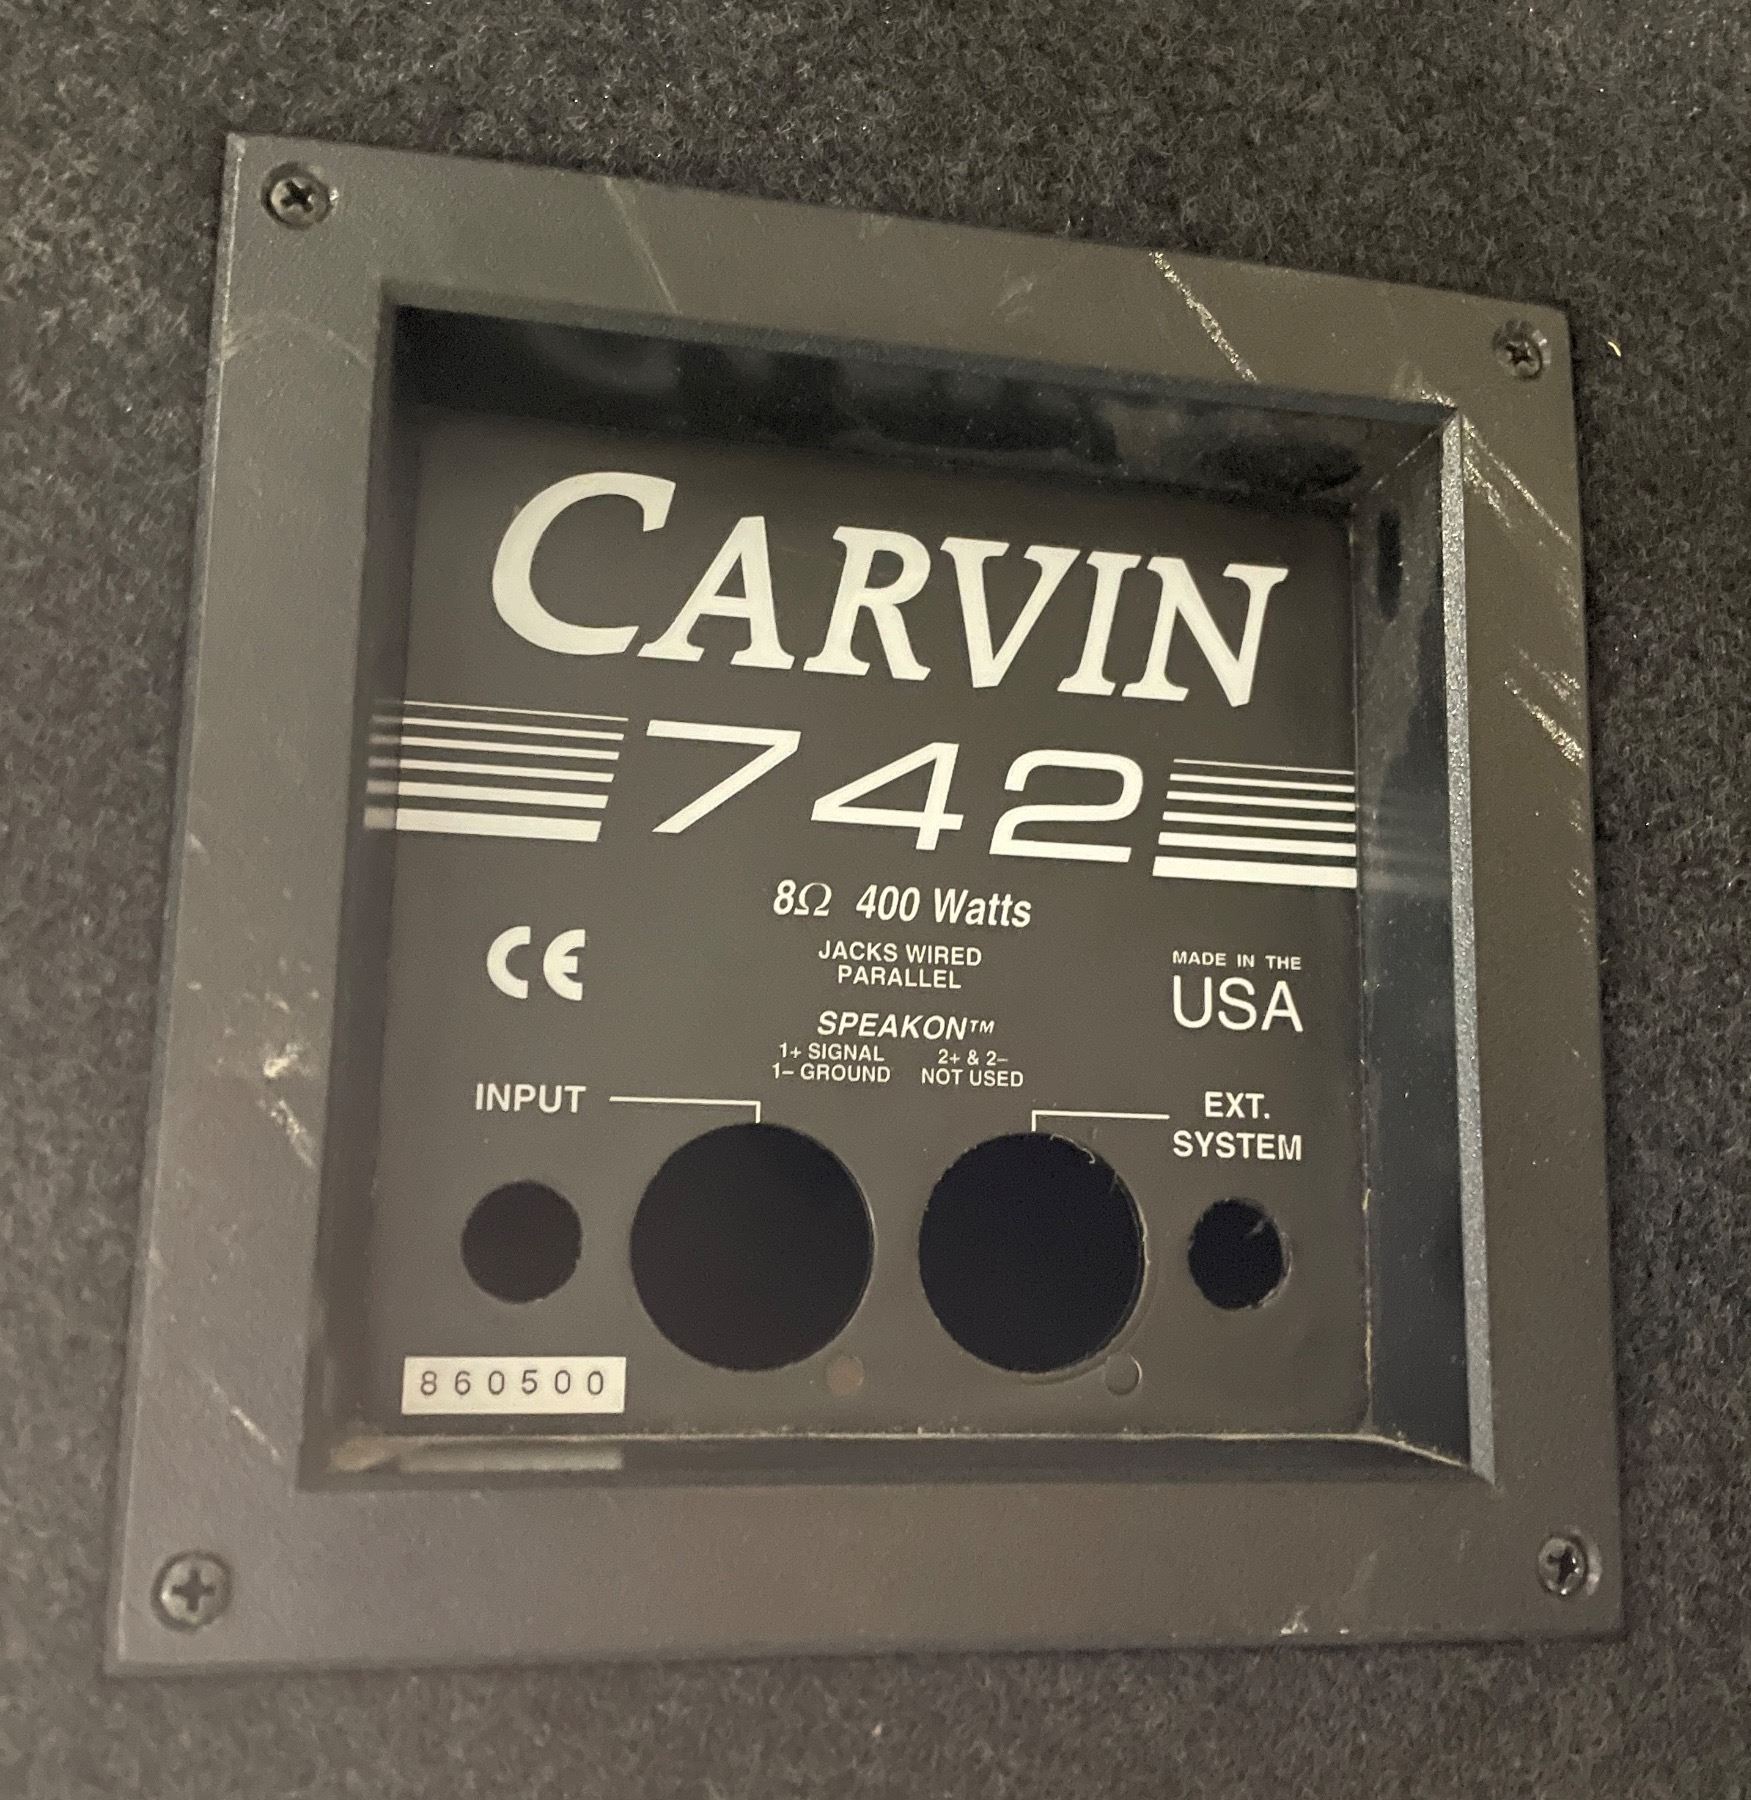 CARVIN
742
8Ω 400 Watts
JACKS WIRED
PARALLEL
CE
MADE IN THE
USA
SPEAKON™
1+ SIGNAL 2+ & 2–
1– GROUND NOT USED
INPUT
EXT.
SYSTEM
860500